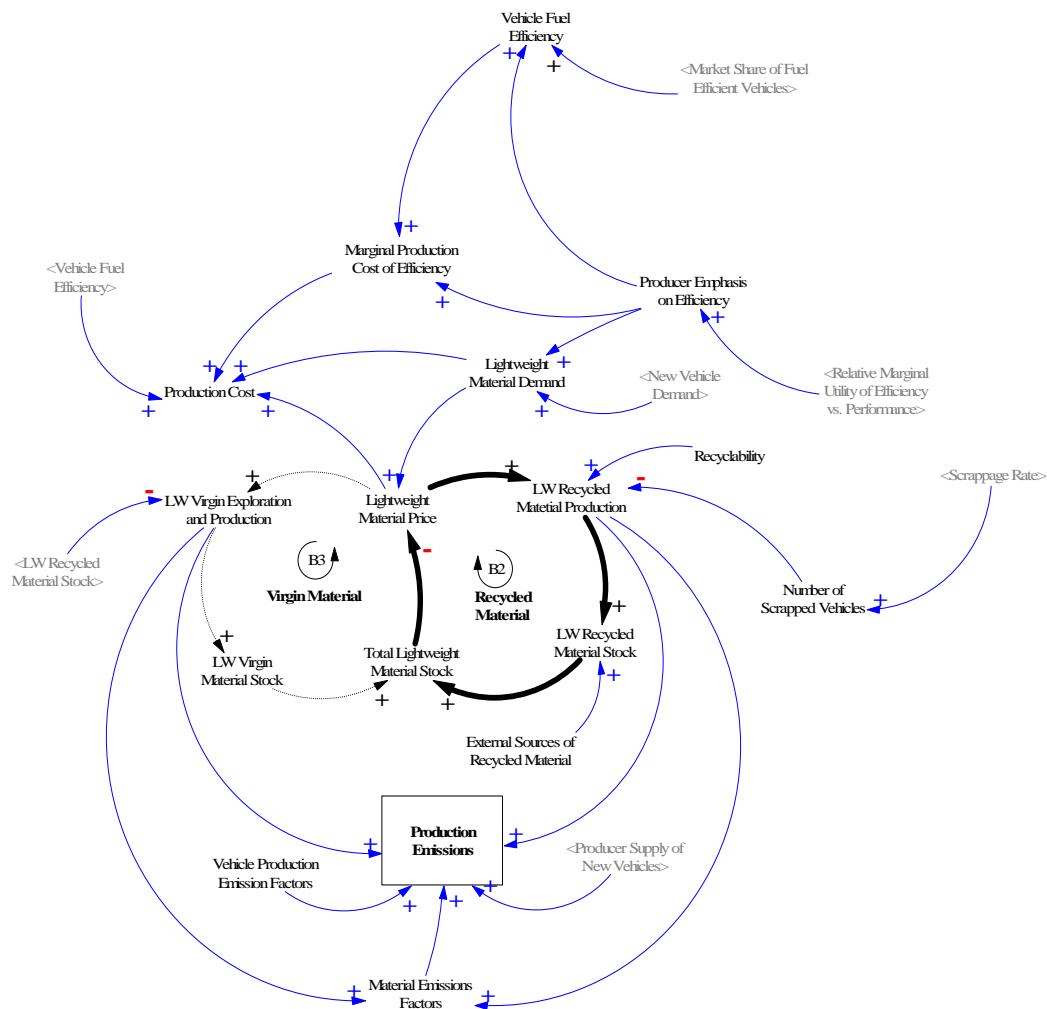 Vehicle Fuel
Efficiency
<Market Share of Fuel
Efficient Vehicles>
Marginal Production
Cost of Efficiency
<Vehicle Fuel
Efficiency>
Producer Emphasis
on Efficiency
Lightweight
Material Demand
Production Cost
<New Vehicle
Demand>
<Relative Marginal
Utility of Efficiency
vs. Performance>
Recyclability
LW Virgin Exploration
and Production
Lightweight
Material Price
LW Recycled
Matetial Production
<Scrappage Rate>
<LW Recycled
Material Stock>
B3
Virgin Material
B2
Recycled
Material
Number of
Scrapped Vehicles
LW Virgin
Material Stock
Total Lightweight
Material Stock
LW Recycled
Material Stock
External Sources of
Recycled Material
Production
Emissions
Vehicle Production
Emission Factors
<Producer Supply of
New Vehicles>
Material Emissions
Factors